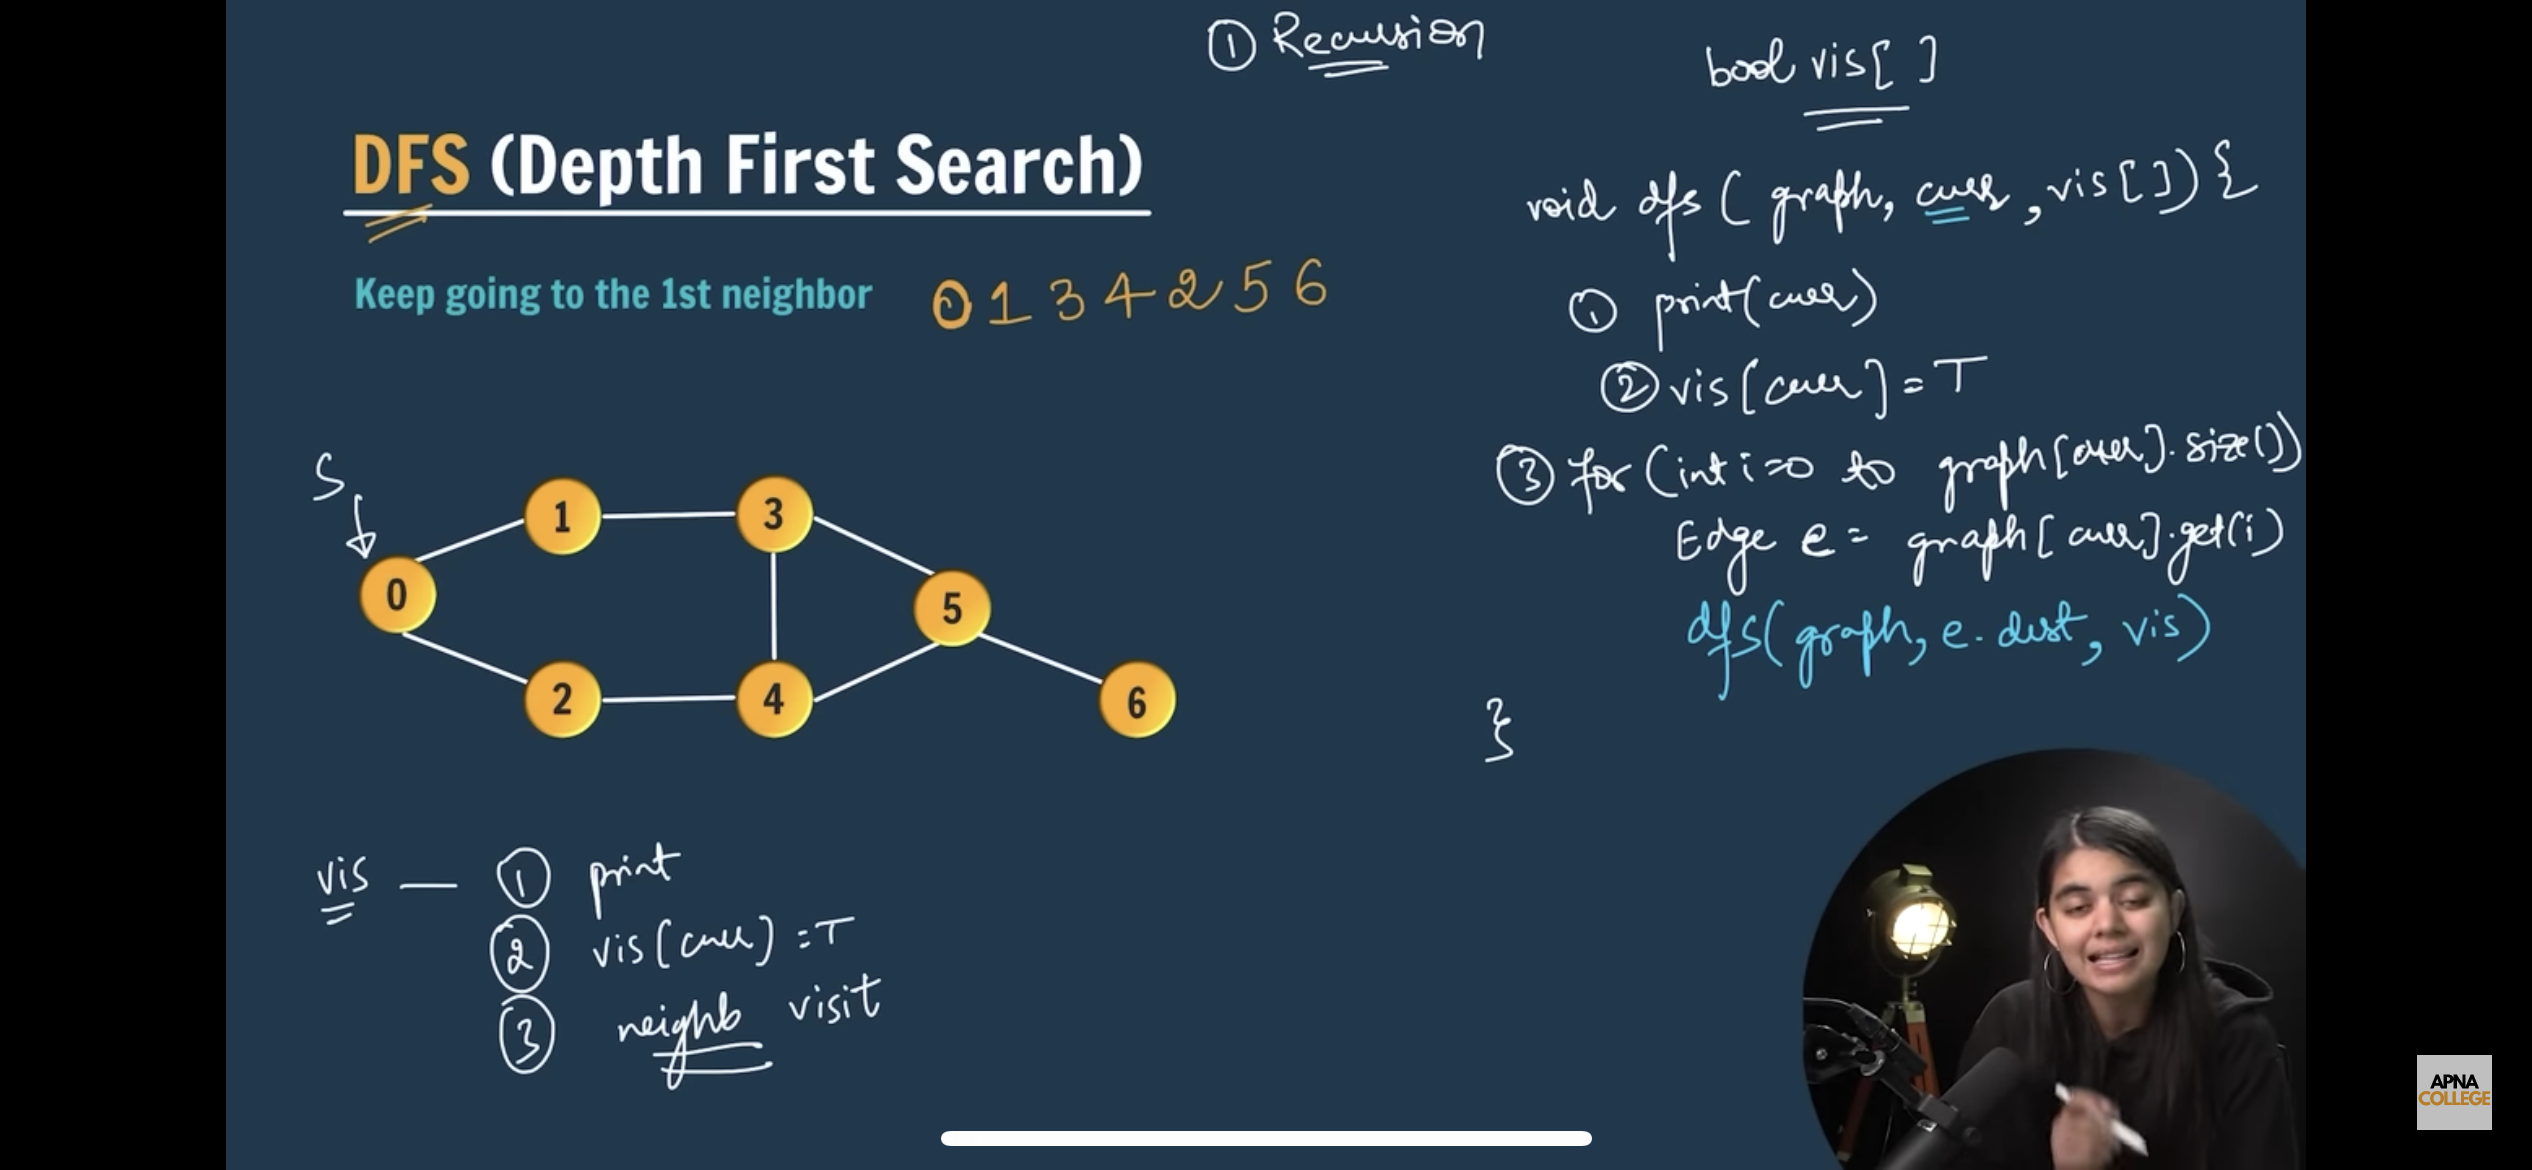 ① Recursion
bool vis[ ]
DFS (Depth First Search)
void dfs ( graph, curr, vis[ ]) {
Keep going to the 1st neighbor
0 1 3 4 2 5 6
① print(curr)
② vis[curr] = T
③ for (int i=0 to graph[curr].size())
Edge e = graph[curr].get(i)
dfs(graph, e.dest, vis)
}
S
1
3
0
5
2
4
6
vis — ① print
② vis(curr) = T
③ neighb visit
APNA
COLLEGE